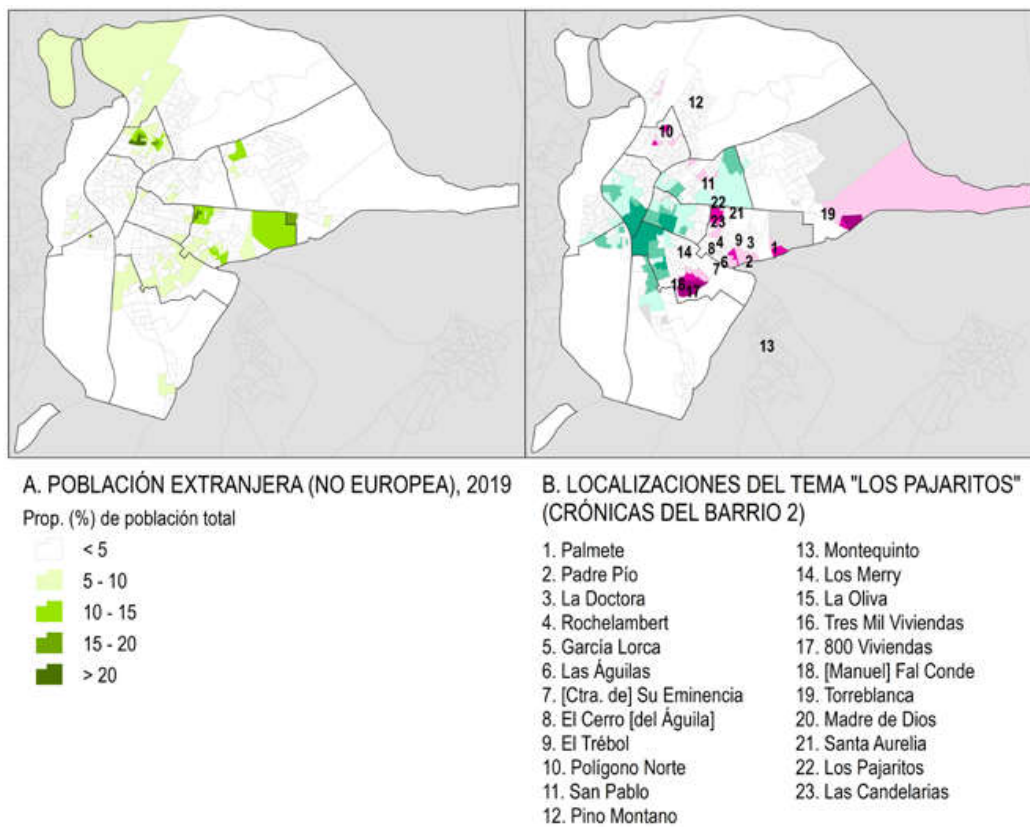 12
10
11
19
22
21
23
4
9
3
1
8
14
6
2
7
18
17
13
A. POBLACIÓN EXTRANJERA (NO EUROPEA), 2019
Prop. (%) de población total
< 5
5 - 10
10 - 15
15 - 20
> 20
B. LOCALIZACIONES DEL TEMA "LOS PAJARITOS"
(CRÓNICAS DEL BARRIO 2)
1. Palmete
2. Padre Pío
3. La Doctora
4. Rochelambert
5. García Lorca
6. Las Águilas
7. [Ctra. de] Su Eminencia
8. El Cerro [del Águila]
9. El Trébol
10. Polígono Norte
11. San Pablo
12. Pino Montano
13. Montequinto
14. Los Merry
15. La Oliva
16. Tres Mil Viviendas
17. 800 Viviendas
18. [Manuel] Fal Conde
19. Torreblanca
20. Madre de Dios
21. Santa Aurelia
22. Los Pajaritos
23. Las Candelarias